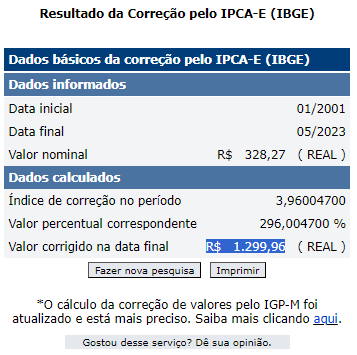 Resultado da Correção pelo IPCA-E (IBGE)
Dados básicos da correção pelo IPCA-E (IBGE)
Dados informados
Data inicial 01/2001
Data final 05/2023
Valor nominal R$ 328,27 ( REAL )
Dados calculados
Índice de correção no período 3,96004700
Valor percentual correspondente 296,004700 %
Valor corrigido na data final R$ 1.299,96 ( REAL )
Fazer nova pesquisa Imprimir
*O cálculo da correção de valores pelo IGP-M foi
atualizado e está mais preciso. Saiba mais clicando aqui.
Gostou desse serviço? Dê sua opinião.